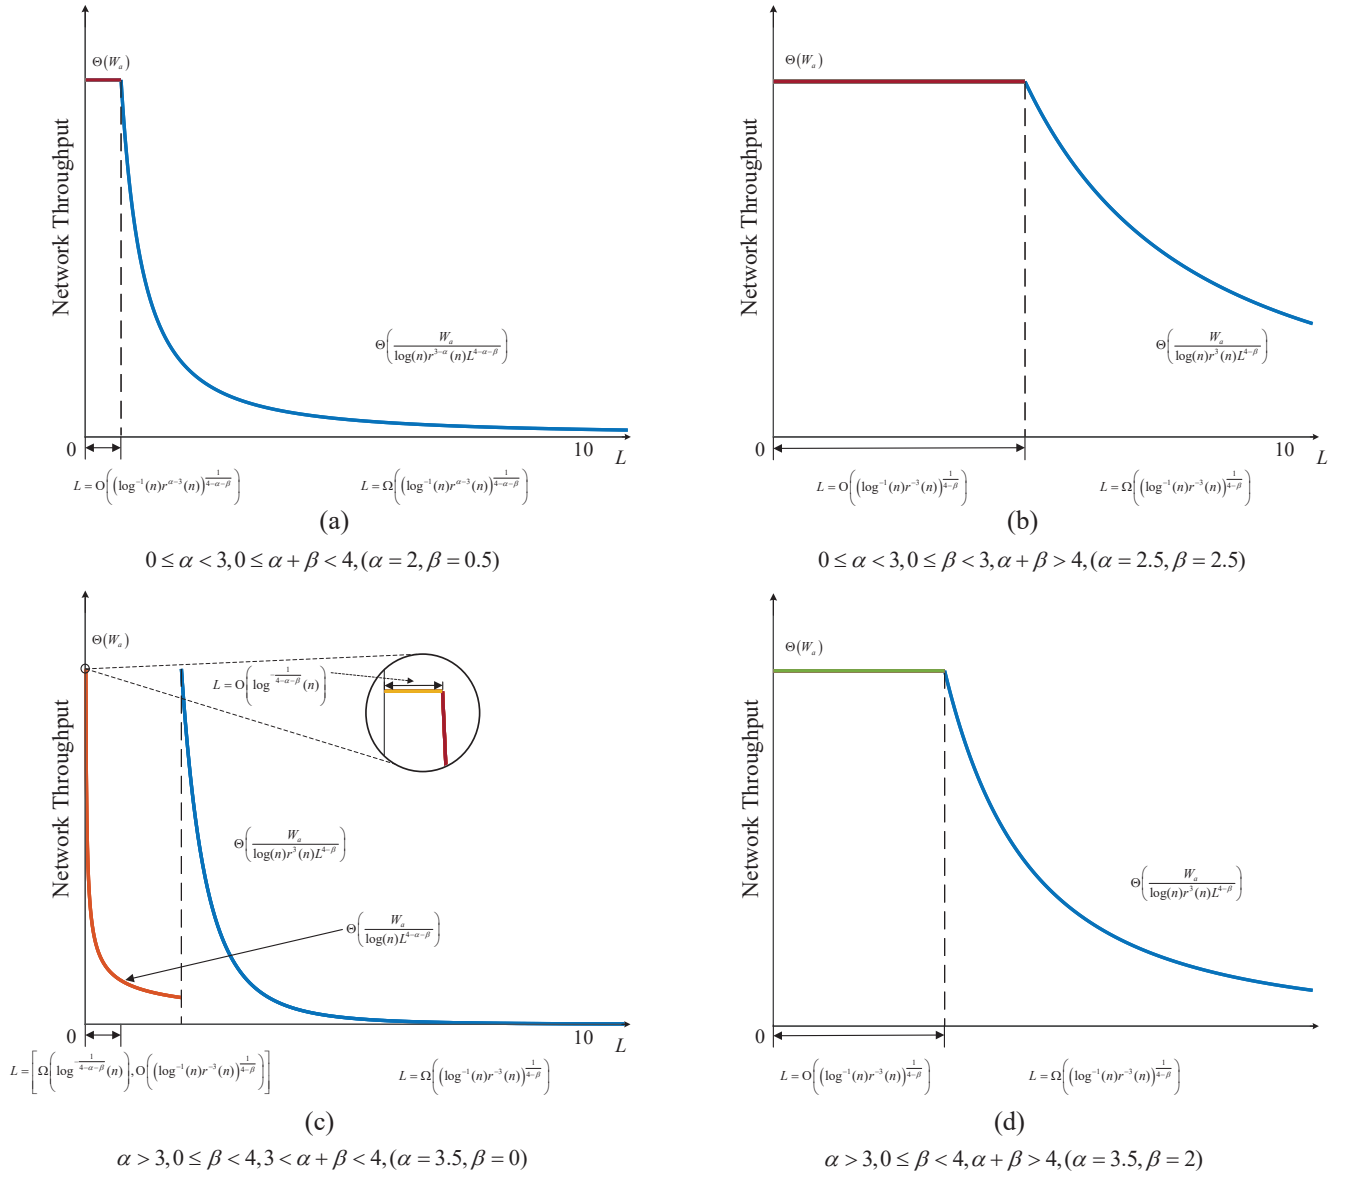 Θ(W_a)
Network Throughput
Θ(W_a / (log(n)r^{3−α}(n)L^{4−α−β}))
0
10
L
L = O((log^{−1}(n)r^{α−3}(n))^{1/(4−α−β)})
L = Ω((log^{−1}(n)r^{α−3}(n))^{1/(4−α−β)})
(a)
0 ≤ α < 3, 0 ≤ α + β < 4, (α = 2, β = 0.5)
Θ(W_a)
Network Throughput
Θ(W_a / (log(n)r^3(n)L^{4−β}))
0
10
L
L = O((log^{−1}(n)r^{−3}(n))^{1/(4−β)})
L = Ω((log^{−1}(n)r^{−3}(n))^{1/(4−β)})
(b)
0 ≤ α < 3, 0 ≤ β < 3, α + β > 4, (α = 2.5, β = 2.5)
Θ(W_a)
L = O(log^{−1/(4−α−β)}(n))
Network Throughput
Θ(W_a / (log(n)r^3(n)L^{4−β}))
Θ(W_a / (log(n)L^{4−α−β}))
0
10
L
L = [Ω(log^{−1/(4−α−β)}(n)), O((log^{−1}(n)r^{−3}(n))^{1/(4−β)})]
L = Ω((log^{−1}(n)r^{−3}(n))^{1/(4−β)})
(c)
α > 3, 0 ≤ β < 4, 3 < α + β < 4, (α = 3.5, β = 0)
Θ(W_a)
Network Throughput
Θ(W_a / (log(n)r^3(n)L^{4−β}))
0
L = O((log^{−1}(n)r^{−3}(n))^{1/(4−β)})
L = Ω((log^{−1}(n)r^{−3}(n))^{1/(4−β)})
(d)
α > 3, 0 ≤ β < 4, α + β > 4, (α = 3.5, β = 2)